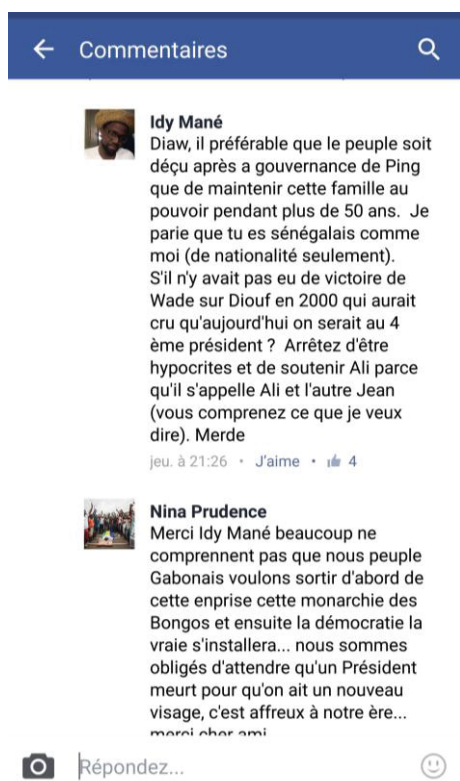 Commentaires
Idy Mané
Diaw, il préférable que le peuple soit
déçu après a gouvernance de Ping
que de maintenir cette famille au
pouvoir pendant plus de 50 ans. Je
parie que tu es sénégalais comme
moi (de nationalité seulement).
S'il n'y avait pas eu de victoire de
Wade sur Diouf en 2000 qui aurait
cru qu'aujourd'hui on serait au 4
ème président ? Arrêtez d'être
hypocrites et de soutenir Ali parce
qu'il s'appelle Ali et l'autre Jean
(vous comprenez ce que je veux
dire). Merde
jeu. à 21:26 • J'aime • 4
Nina Prudence
Merci Idy Mané beaucoup ne
comprennent pas que nous peuple
Gabonais voulons sortir d'abord de
cette enprise cette monarchie des
Bongos et ensuite la démocratie la
vraie s'installera... nous sommes
obligés d'attendre qu'un Président
meurt pour qu'on ait un nouveau
visage, c'est affreux à notre ère...
merci cher ami
Répondez...